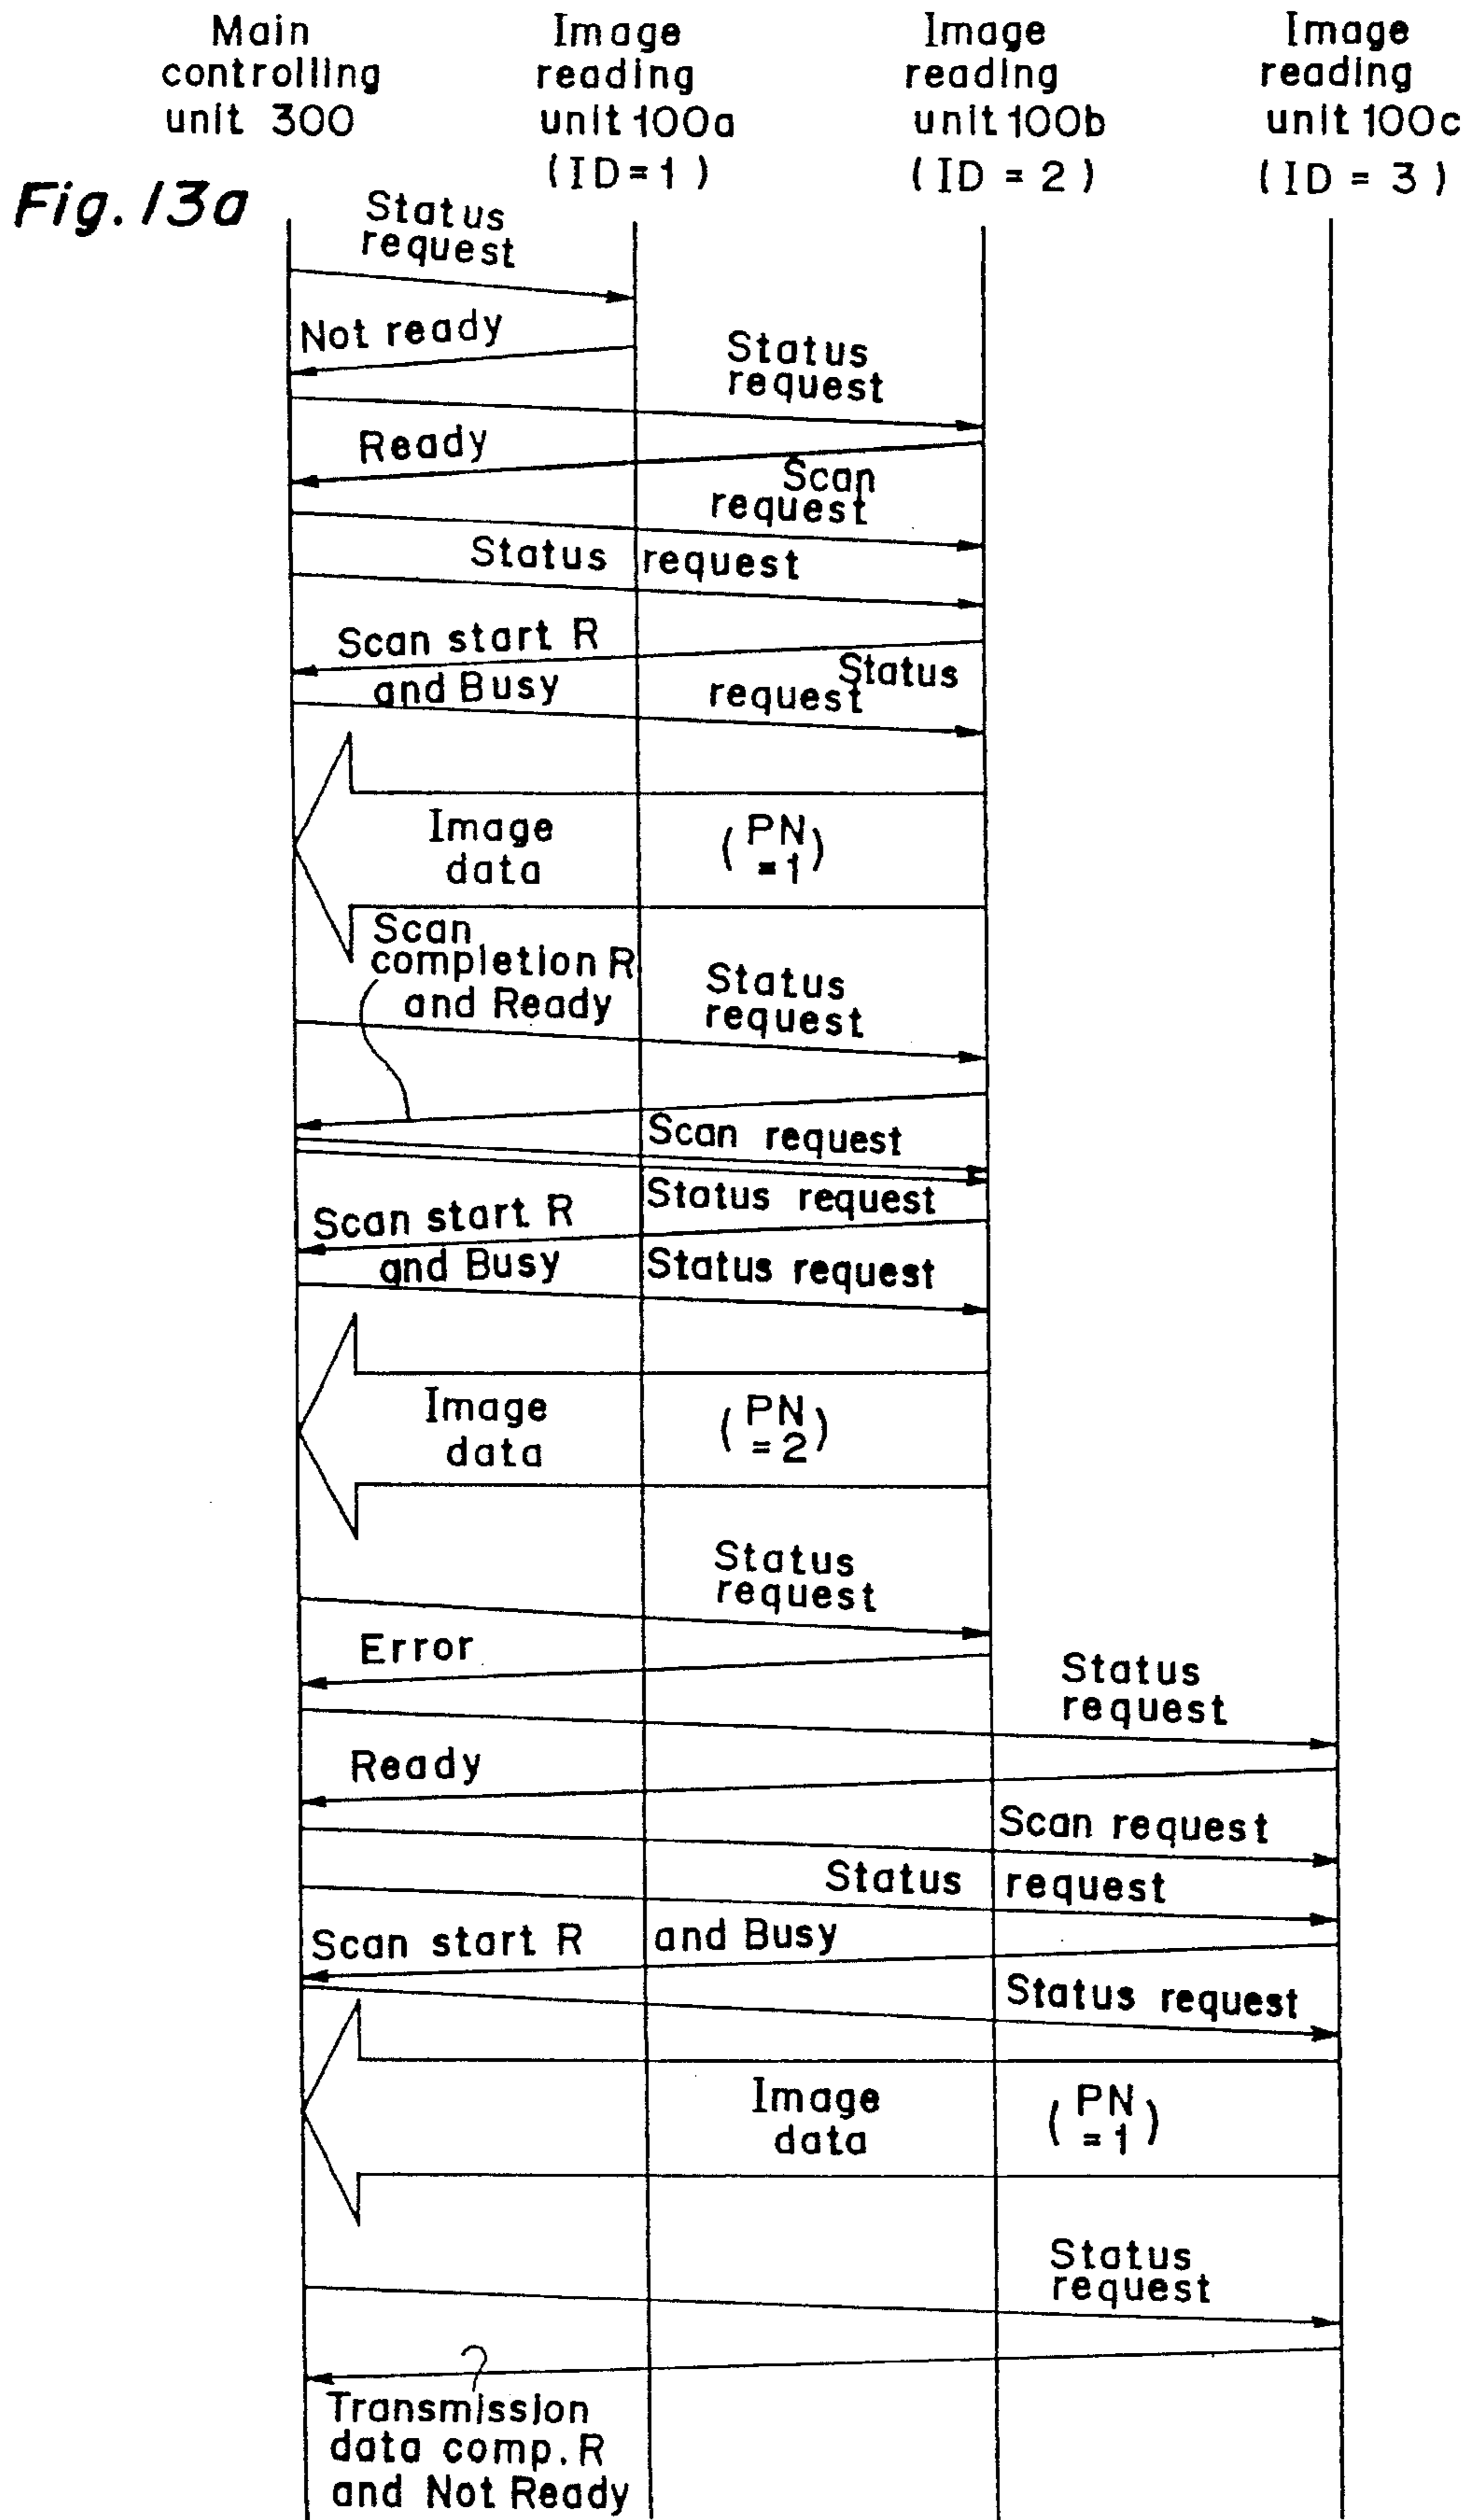 Main
controlling
unit 300
Image
reading
unit 100a
(ID=1)
Image
reading
unit 100b
(ID = 2)
Image
reading
unit 100c
(ID = 3)
Fig. 13a
Status
request
Not ready
Status
request
Ready
Scan
request
Status request
Scan start R
and Busy
Status
request
Image
data
(PN
=1)
Scan
completion R
and Ready
Status
request
Scan request
Status request
Scan start R
and Busy
Status request
Image
data
(PN
=2)
Status
request
Error
Status
request
Ready
Scan request
Status request
Scan start R and Busy
Status request
Image
data
(PN
=1)
Status
request
Transmission
data comp. R
and Not Ready